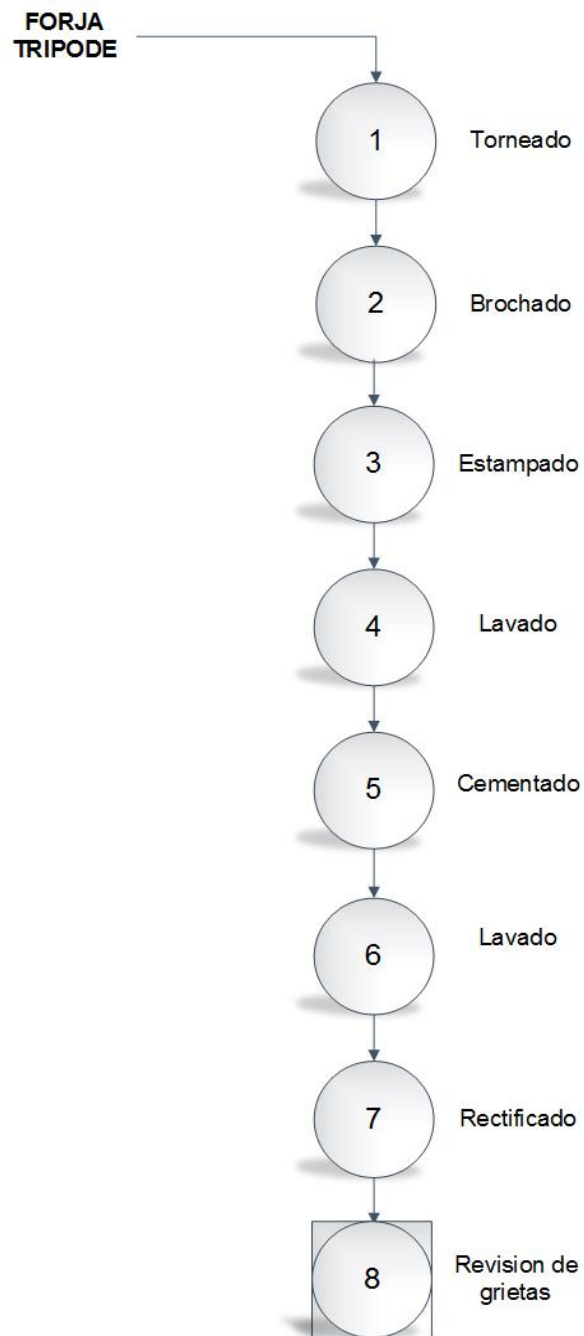 FORJA
TRIPODE
1
Torneado
2
Brochado
3
Estampado
4
Lavado
5
Cementado
6
Lavado
7
Rectificado
8
Revision de
grietas